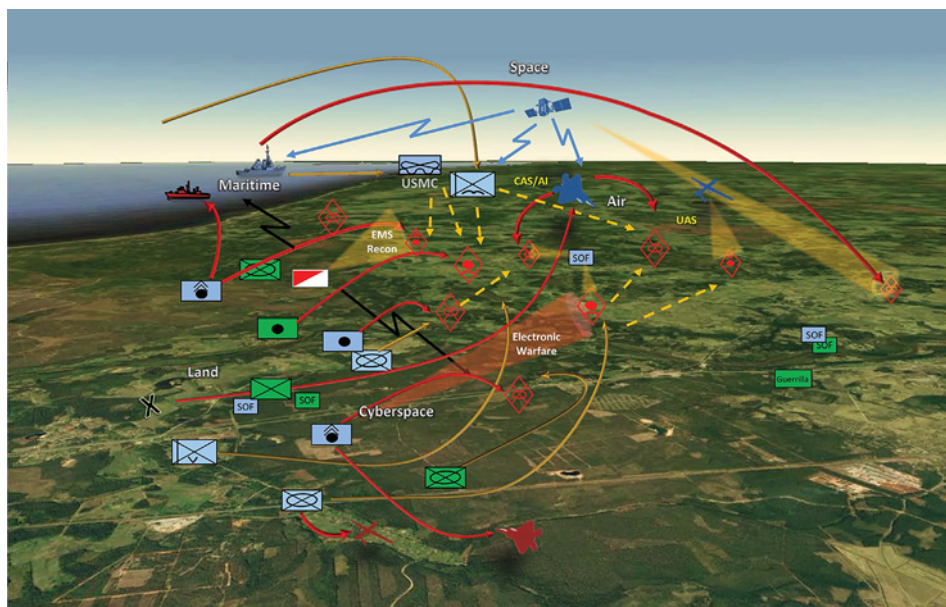 Space
Maritime
USMC
CAS/AI
Air
UAS
EMS
Recon
SOF
Electronic
Warfare
SOF
SOF
Land
Guerrilla
SOF
SOF
Cyberspace